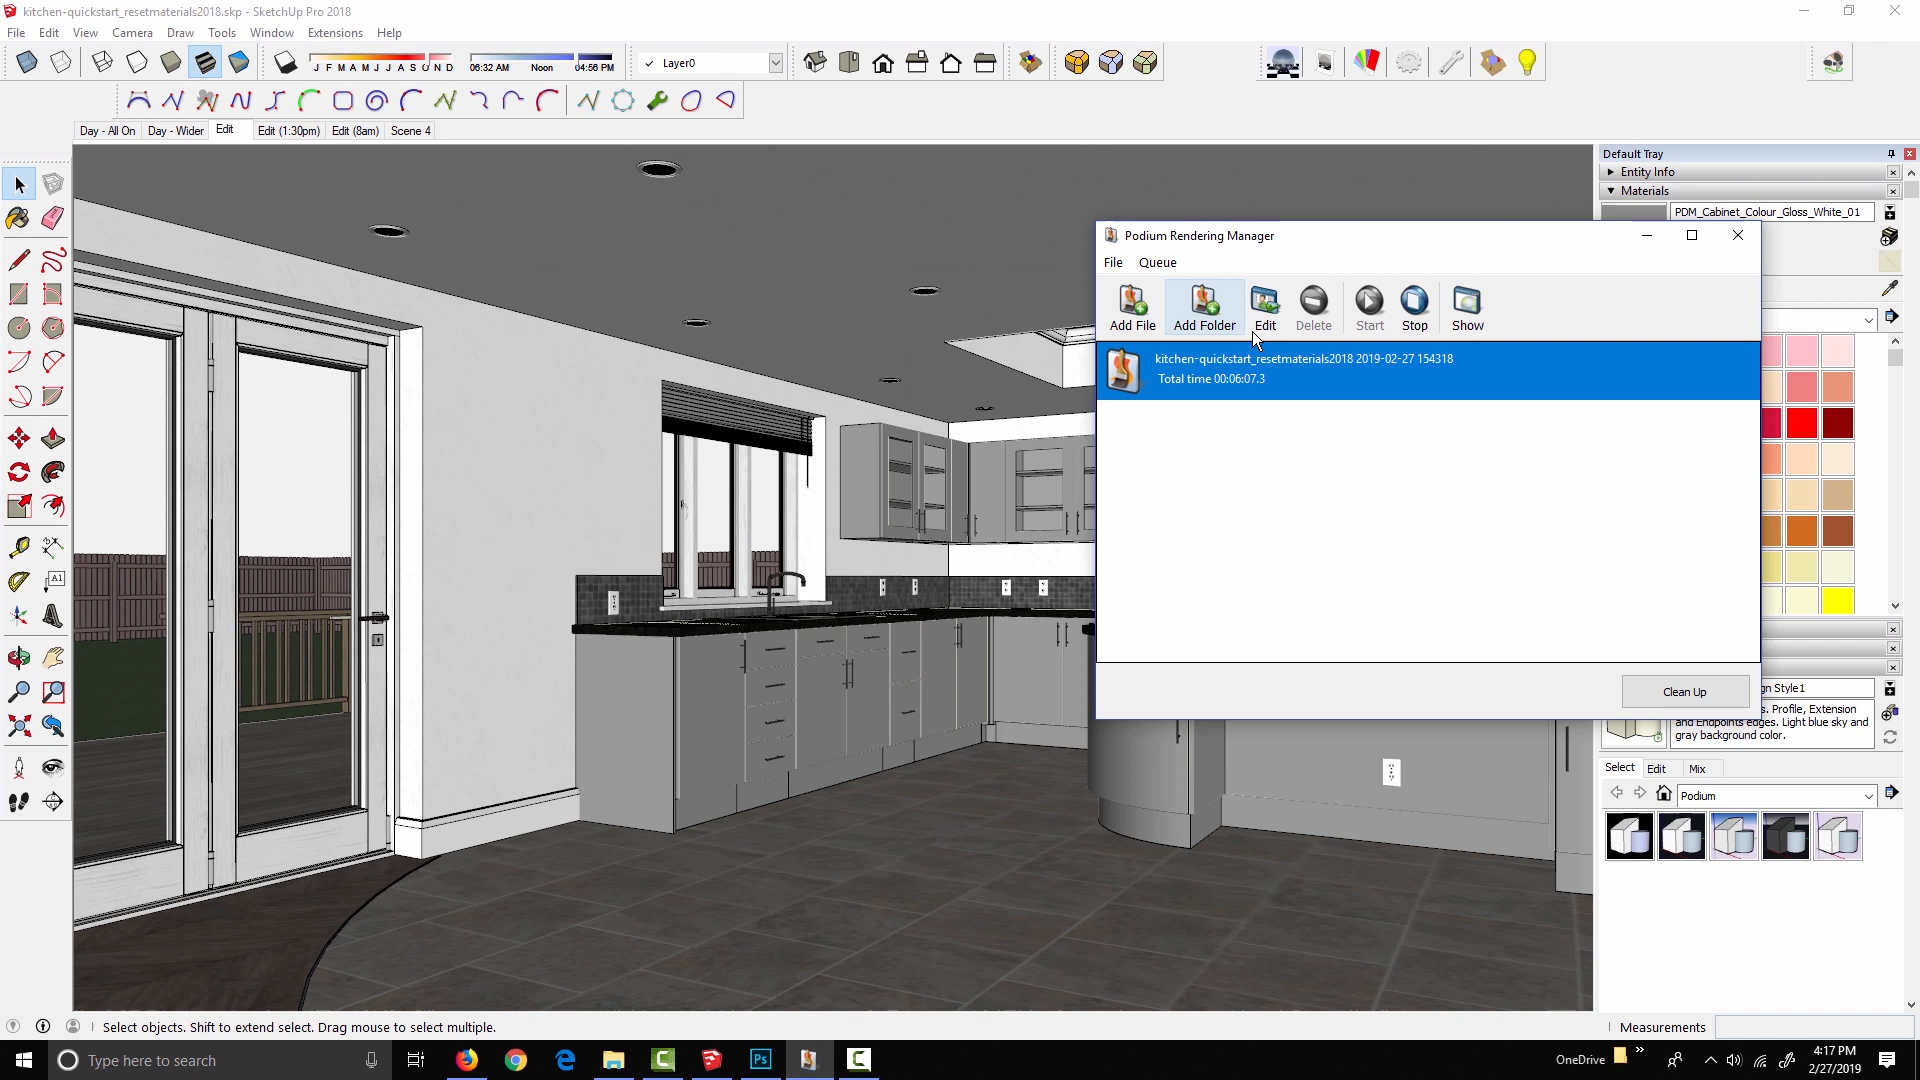 kitchen-quickstart_resetmaterials2018.skp - SketchUp Pro 2018
File Edit View Camera Draw Tools Window Extensions Help
J F M A M J J A S O N D
06:32 AM Noon 04:56 PM
Layer0
Day - All On Day - Wider Edit Edit (1:30pm) Edit (8am) Scene 4
Default Tray
Entity Info
Materials
PDM_Cabinet_Colour_Gloss_White_01
Podium Rendering Manager
File Queue
Add File Add Folder Edit Delete Start Stop Show
kitchen-quickstart_resetmaterials2018 2019-02-27 154318
Total time 00:06:07.3
Clean Up
A1
gn Style1
s. Profile, Extension
and Endpoints edges. Light blue sky and
gray background color.
Select Edit Mix
Podium
Select objects. Shift to extend select. Drag mouse to select multiple.
Measurements
Type here to search
Ps
OneDrive
4:17 PM
2/27/2019